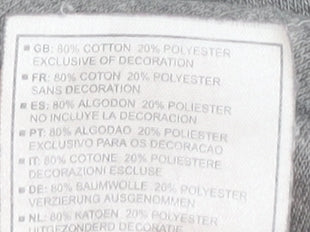 GB: 80% COTTON 20% POLYESTER
EXCLUSIVE OF DECORATION
FR: 80% COTON 20% POLYESTER
SANS DECORATION
ES: 80% ALGODON 20% POLIESTER
NO INCLUYE LA DECORACION
PT: 80% ALGODAO 20% POLIESTER
EXCLUSIVO PARA OS DECORACAO
IT: 80% COTONE 20% POLIESTERE
DECORAZIONI ESCLUSE
DE: 80% BAUMWOLLE 20% POLYESTER
VERZIERUNG AUSGENOMMEN
NL: 80% KATOEN 20% POLYESTER
UITGEZONDERD DECORATIE